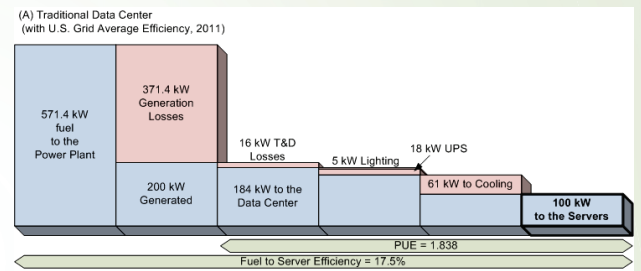 (A) Traditional Data Center
(with U.S. Grid Average Efficiency, 2011)
571.4 kW
fuel
to the
Power Plant
371.4 kW
Generation
Losses
200 kW
Generated
16 kW T&D
Losses
184 kW to the
Data Center
5 kW Lighting
18 kW UPS
61 kW to Cooling
100 kW
to the Servers
PUE = 1.838
Fuel to Server Efficiency = 17.5%